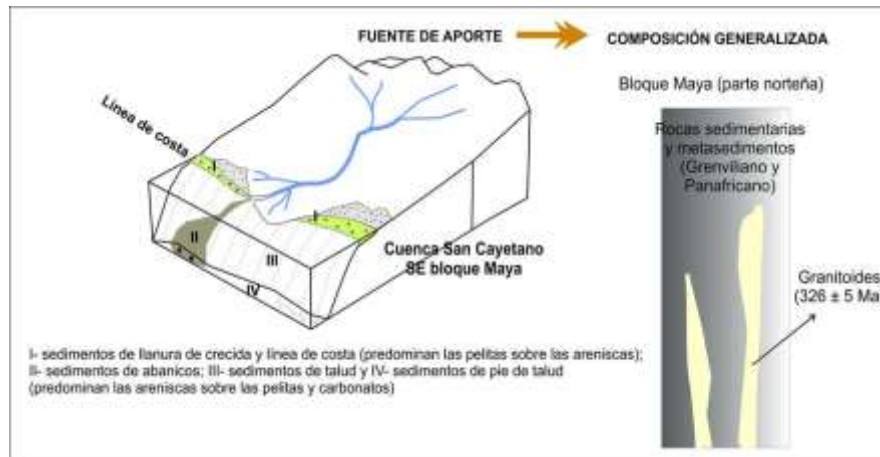 FUENTE DE APORTE
COMPOSICIÓN GENERALIZADA
Bloque Maya (parte norteña)
Rocas sedimentarias
y metasedimentos
(Grenviliano y
Panafricano)
Granitoides
(326 ± 5 Ma
Línea de costa
I
I
II
III
IV
Cuenca San Cayetano
SE bloque Maya
I- sedimentos de llanura de crecida y línea de costa (predominan las pelitas sobre las areniscas);
II- sedimentos de abanicos; III- sedimentos de talud y IV- sedimentos de pie de talud
(predominan las areniscas sobre las pelitas y carbonatos)